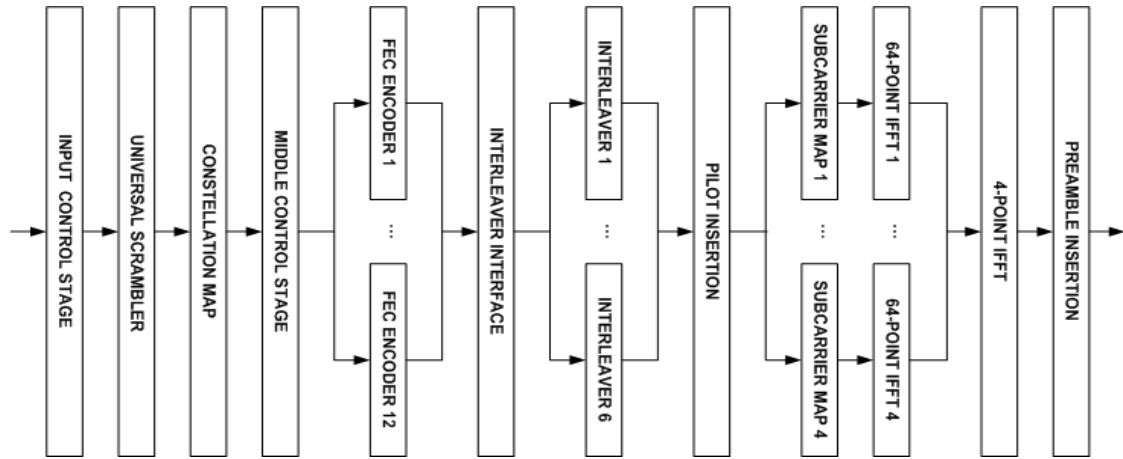 INPUT CONTROL STAGE
UNIVERSAL SCRAMBLER
CONSTELLATION MAP
MIDDLE CONTROL STAGE
FEC ENCODER 1
...
FEC ENCODER 12
INTERLEAVER INTERFACE
INTERLEAVER 1
...
INTERLEAVER 6
PILOT INSERTION
SUBCARRIER MAP 1
...
SUBCARRIER MAP 4
64-POINT IFFT 1
...
64-POINT IFFT 4
4-POINT IFFT
PREAMBLE INSERTION